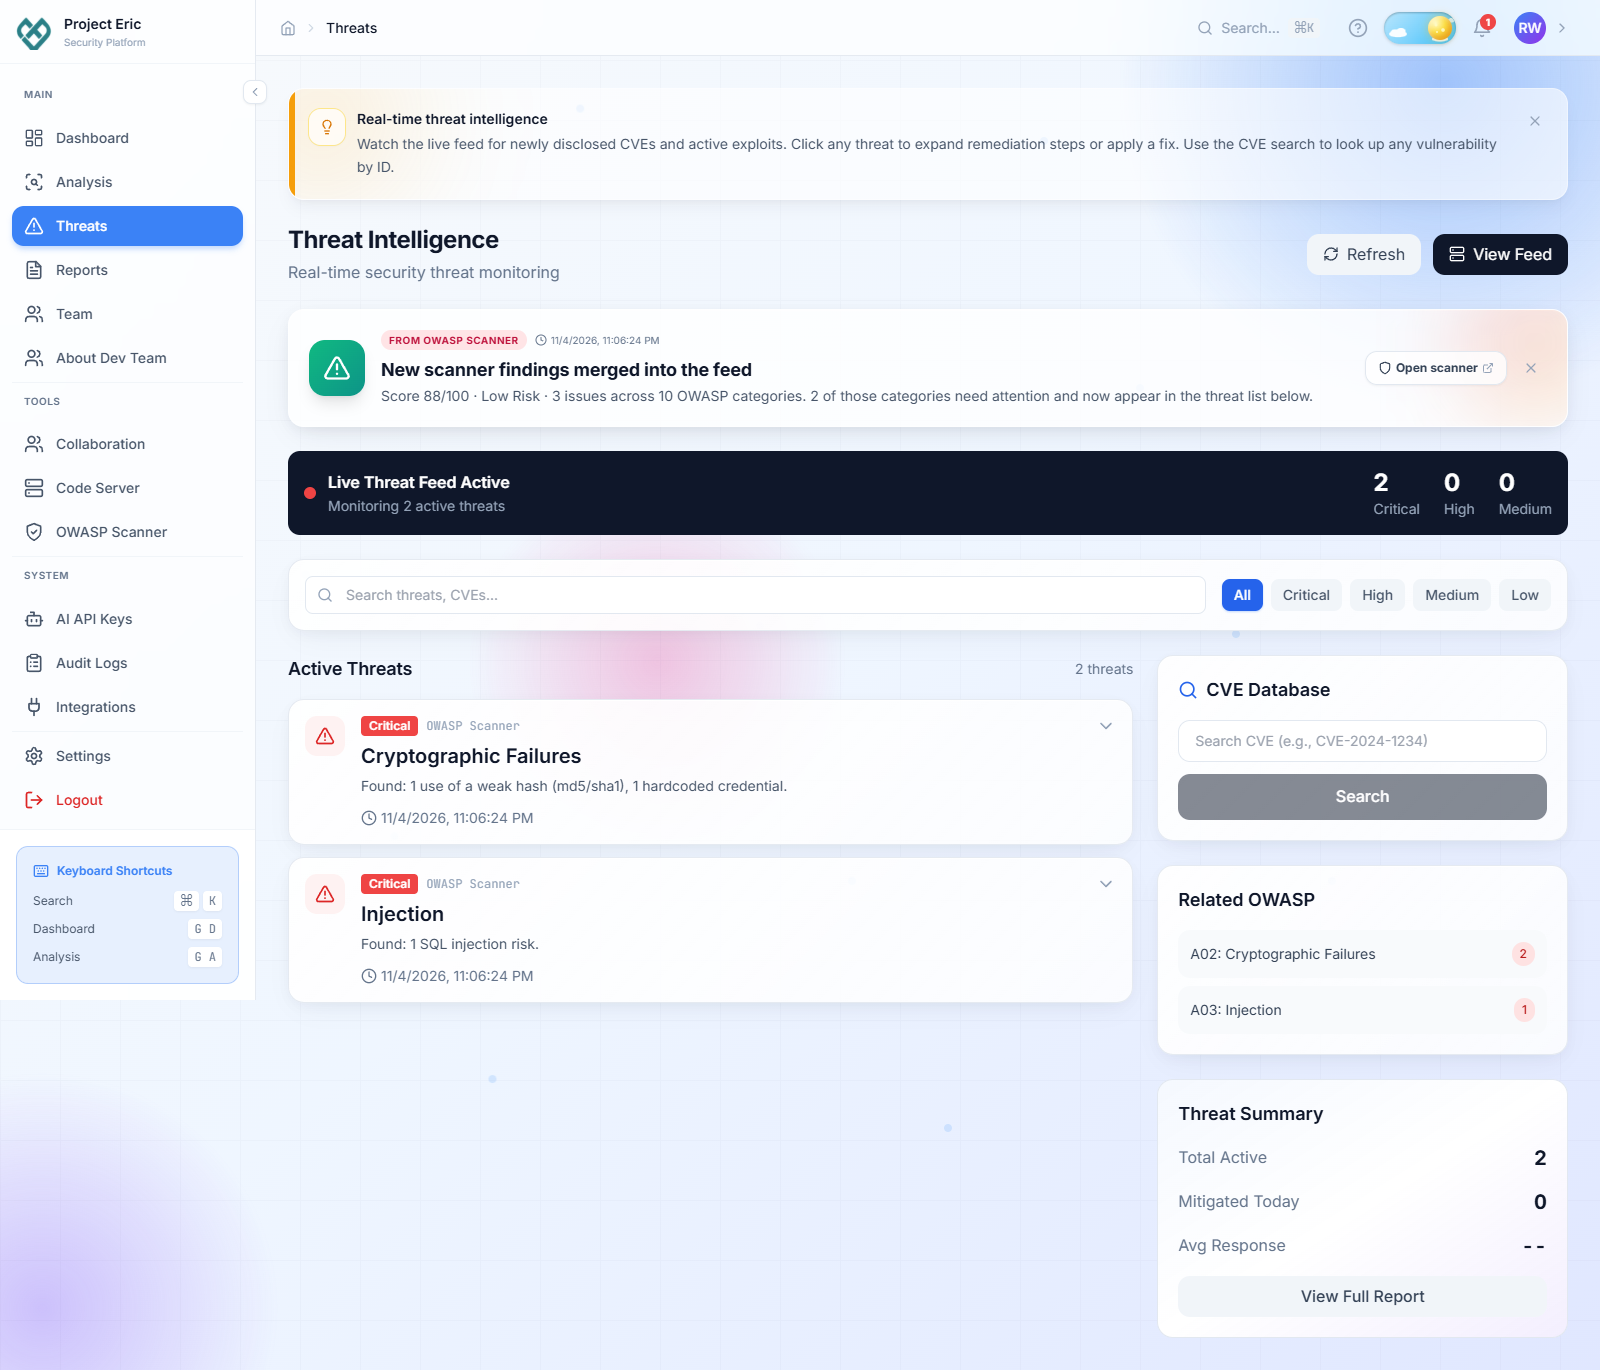 Project Eric
Security Platform
MAIN
Dashboard
Analysis
Threats
Reports
Team
About Dev Team
TOOLS
Collaboration
Code Server
OWASP Scanner
SYSTEM
AI API Keys
Audit Logs
Integrations
Settings
Logout
Keyboard Shortcuts
Search ⌘ K
Dashboard G D
Analysis G A
Threats
Search... ⌘K
1
RW
Real-time threat intelligence
Watch the live feed for newly disclosed CVEs and active exploits. Click any threat to expand remediation steps or apply a fix. Use the CVE search to look up any vulnerability
by ID.
Threat Intelligence
Real-time security threat monitoring
Refresh
View Feed
FROM OWASP SCANNER 11/4/2026, 11:06:24 PM
New scanner findings merged into the feed
Score 88/100 · Low Risk · 3 issues across 10 OWASP categories. 2 of those categories need attention and now appear in the threat list below.
Open scanner
Live Threat Feed Active
Monitoring 2 active threats
2 0 0
Critical High Medium
Search threats, CVEs...
All Critical High Medium Low
Active Threats
2 threats
Critical OWASP Scanner
Cryptographic Failures
Found: 1 use of a weak hash (md5/sha1), 1 hardcoded credential.
11/4/2026, 11:06:24 PM
Critical OWASP Scanner
Injection
Found: 1 SQL injection risk.
11/4/2026, 11:06:24 PM
CVE Database
Search CVE (e.g., CVE-2024-1234)
Search
Related OWASP
A02: Cryptographic Failures 2
A03: Injection 1
Threat Summary
Total Active 2
Mitigated Today 0
Avg Response --
View Full Report